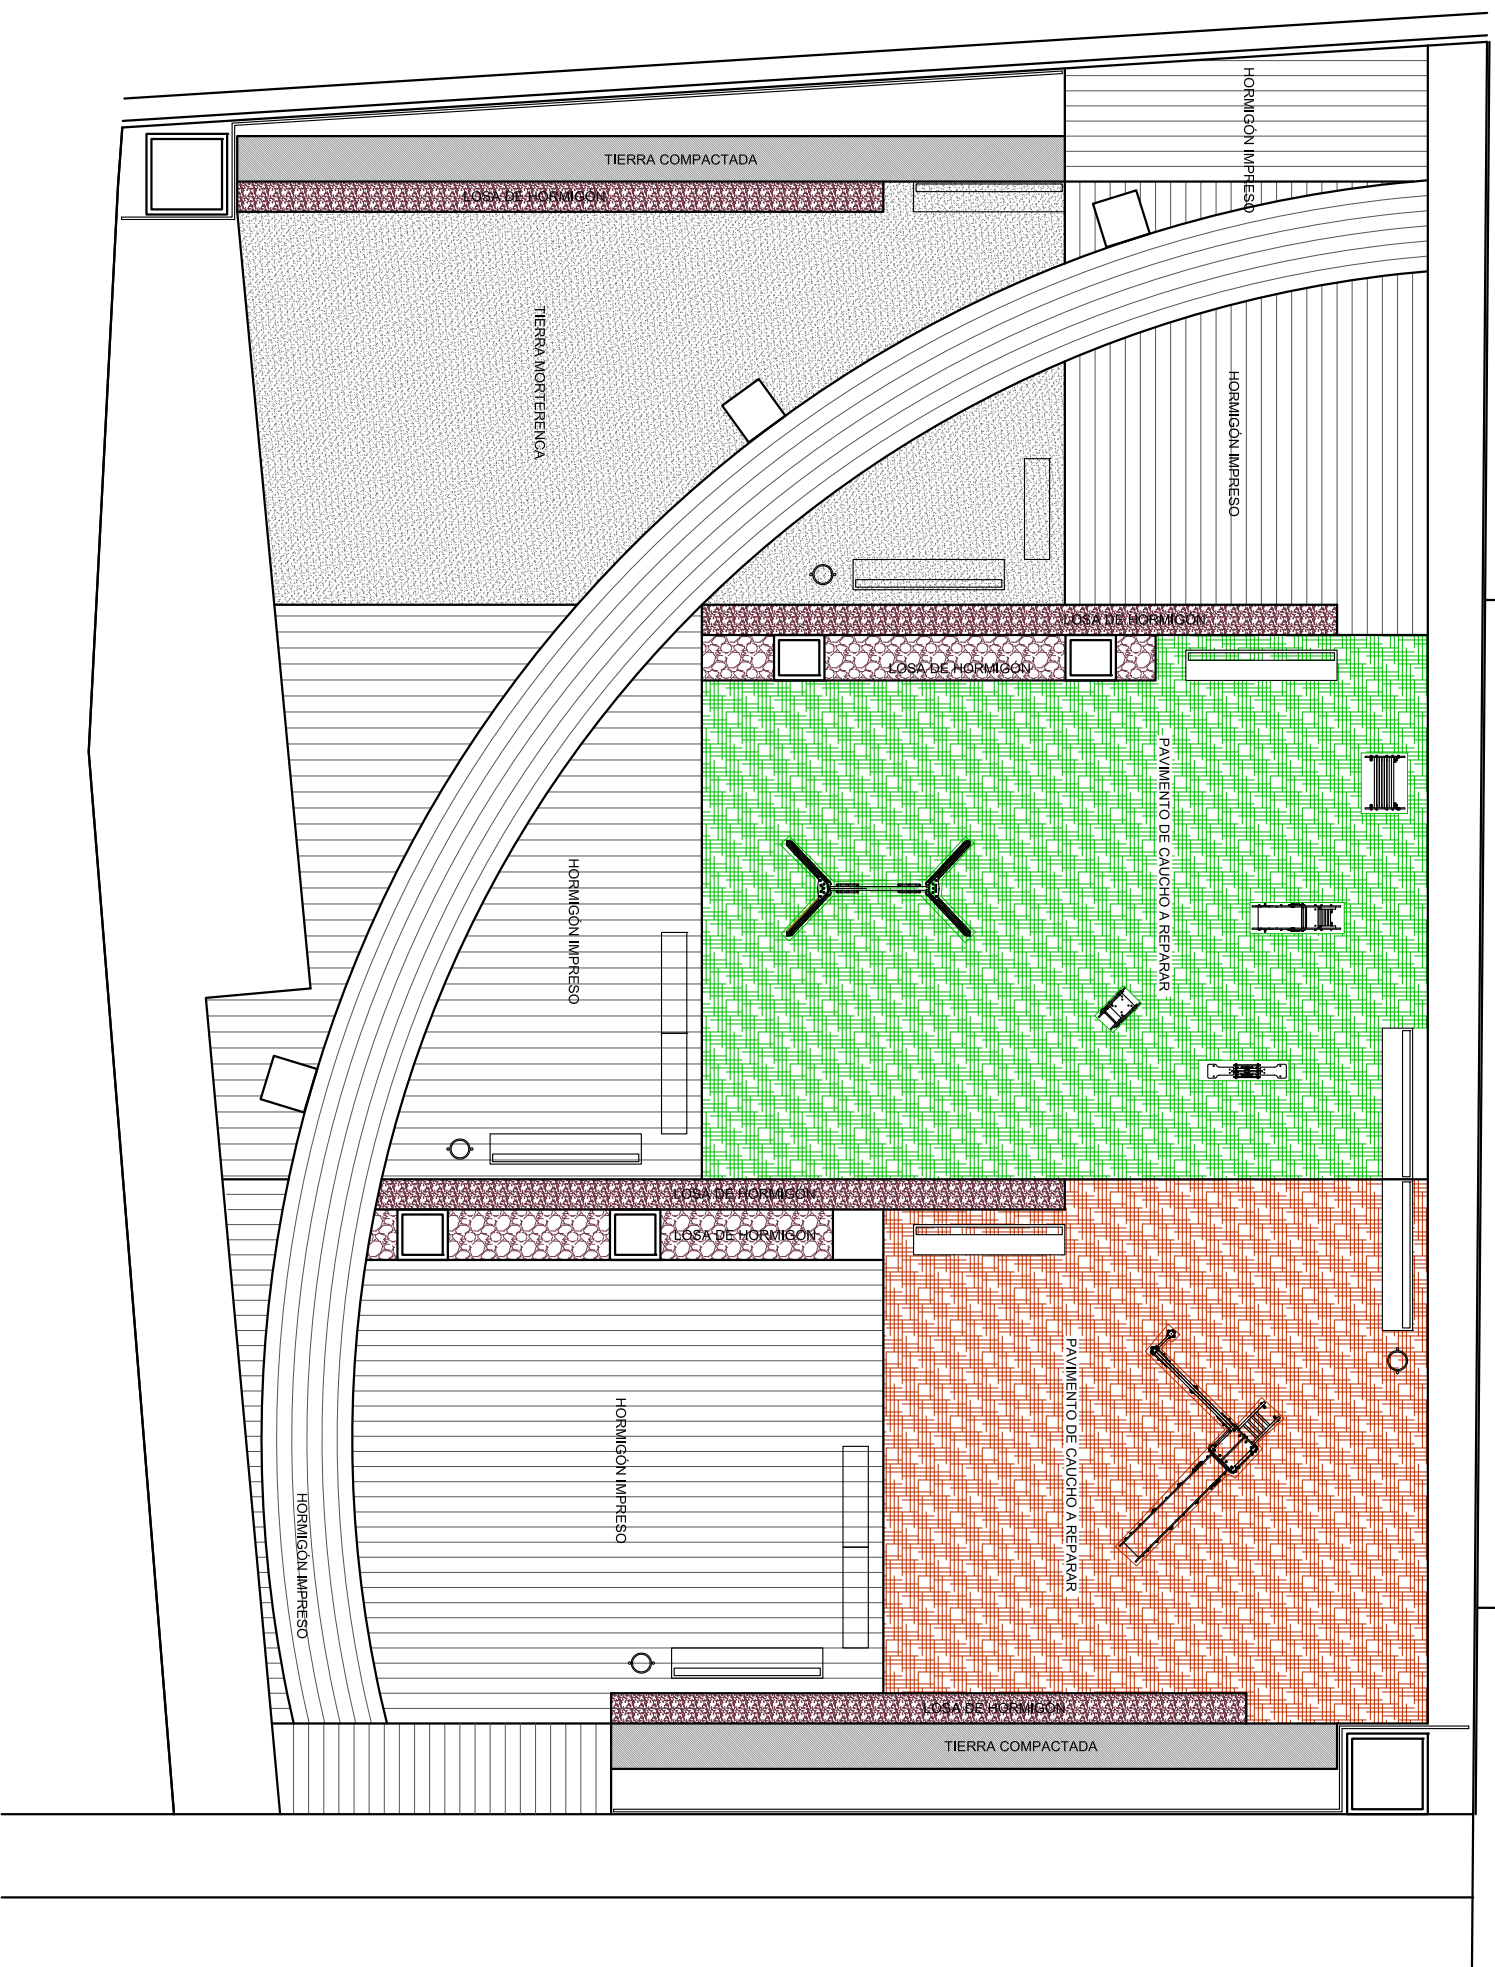 HORMIGÓN IMPRESO
TIERRA COMPACTADA
LOSA DE HORMIGÓN
TIERRA MORTERENCA
HORMIGÓN IMPRESO
LOSA DE HORMIGÓN
LOSA DE HORMIGÓN
PAVIMENTO DE CAUCHO A REPARAR
HORMIGÓN IMPRESO
LOSA DE HORMIGÓN
LOSA DE HORMIGÓN
PAVIMENTO DE CAUCHO A REPARAR
HORMIGÓN IMPRESO
HORMIGÓN IMPRESO
LOSA DE HORMIGÓN
TIERRA COMPACTADA